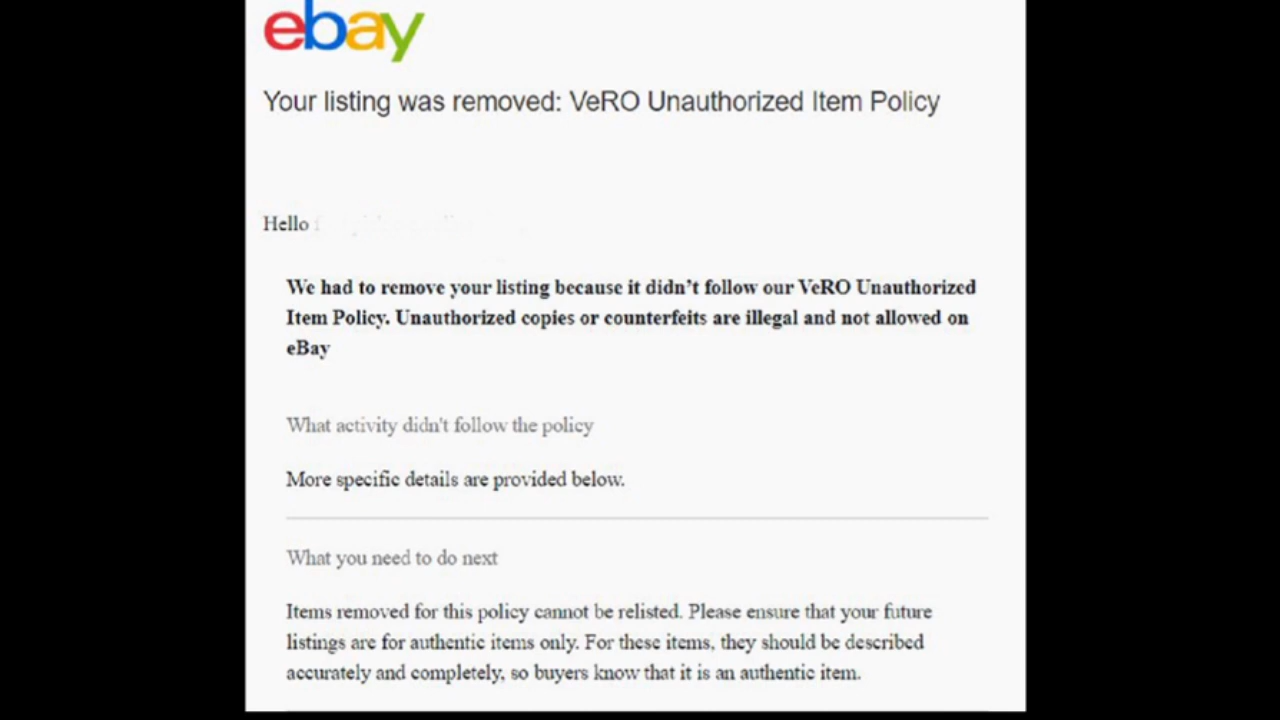 ebay
Your listing was removed: VeRO Unauthorized Item Policy
Hello
We had to remove your listing because it didn't follow our VeRO Unauthorized
Item Policy. Unauthorized copies or counterfeits are illegal and not allowed on
eBay
What activity didn't follow the policy
More specific details are provided below.
What you need to do next
Items removed for this policy cannot be relisted. Please ensure that your future
listings are for authentic items only. For these items, they should be described
accurately and completely, so buyers know that it is an authentic item.